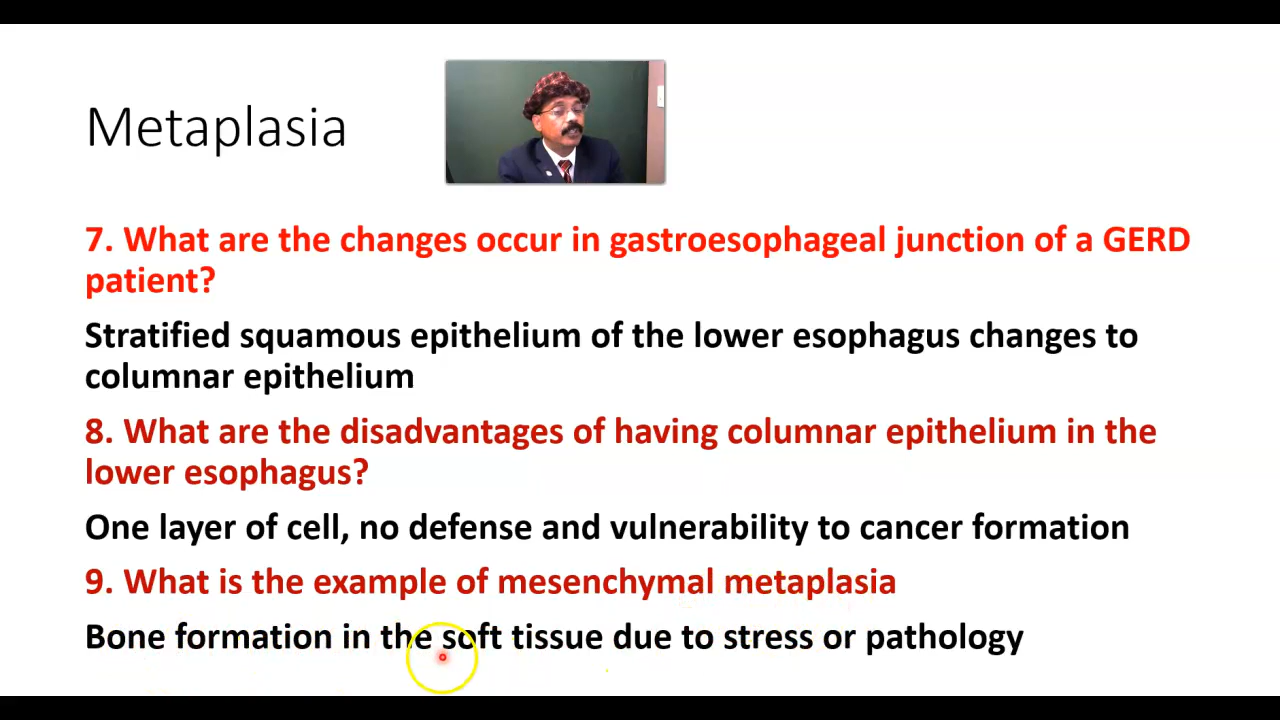 Metaplasia
7. What are the changes occur in gastroesophageal junction of a GERD
patient?
Stratified squamous epithelium of the lower esophagus changes to
columnar epithelium
8. What are the disadvantages of having columnar epithelium in the
lower esophagus?
One layer of cell, no defense and vulnerability to cancer formation
9. What is the example of mesenchymal metaplasia
Bone formation in the soft tissue due to stress or pathology